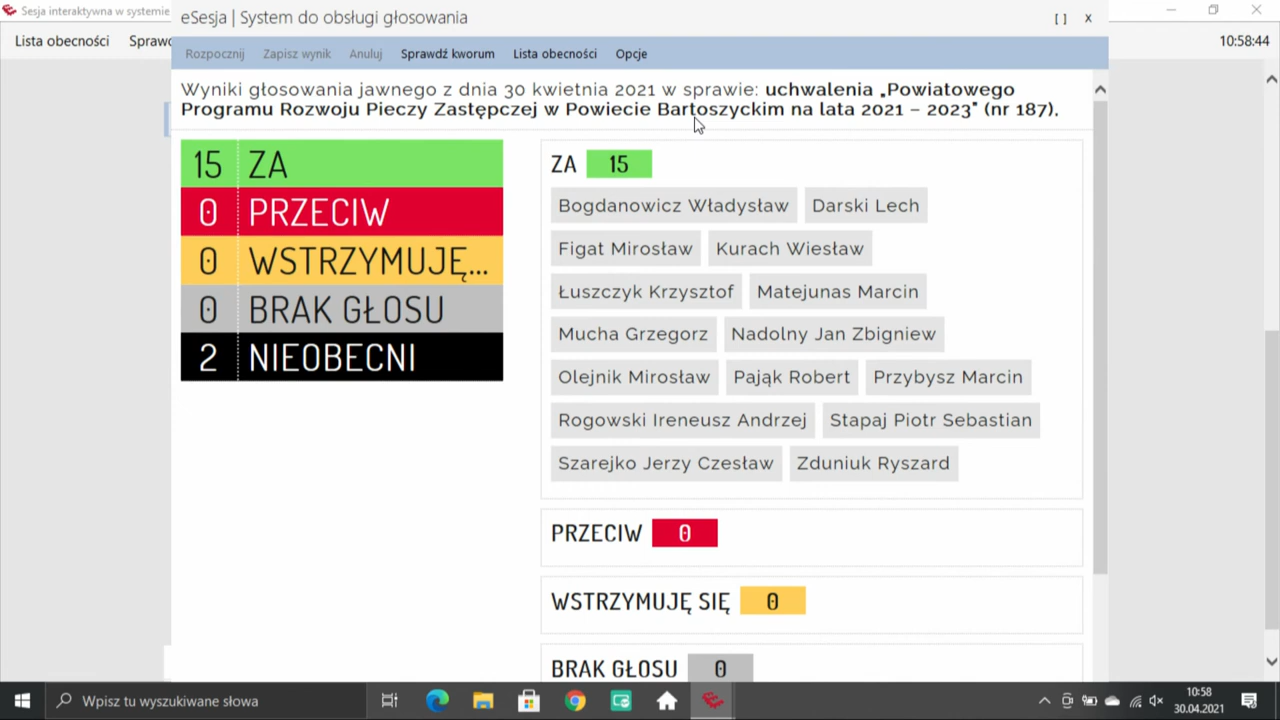 Sesja interaktywna w systemie
eSesja | System do obsługi głosowania
[ ] X
Lista obecności
Rozpocznij Zapisz wynik Anuluj Sprawdź kworum Lista obecności Opcje
10:58:44
Wyniki głosowania jawnego z dnia 30 kwietnia 2021 w sprawie: uchwalenia „Powiatowego
Programu Rozwoju Pieczy Zastępczej w Powiecie Bartoszyckim na lata 2021 – 2023" (nr 187).
15 ZA
0 PRZECIW
0 WSTRZYMUJĘ...
0 BRAK GŁOSU
2 NIEOBECNI
ZA 15
Bogdanowicz Władysław Darski Lech
Figat Mirosław Kurach Wiesław
Łuszczyk Krzysztof Matejunas Marcin
Mucha Grzegorz Nadolny Jan Zbigniew
Olejnik Mirosław Pająk Robert Przybysz Marcin
Rogowski Ireneusz Andrzej Stapaj Piotr Sebastian
Szarejko Jerzy Czesław Zduniuk Ryszard
PRZECIW 0
WSTRZYMUJĘ SIĘ 0
BRAK GŁOSU 0
Wpisz tu wyszukiwane słowa
10:58
30.04.2021